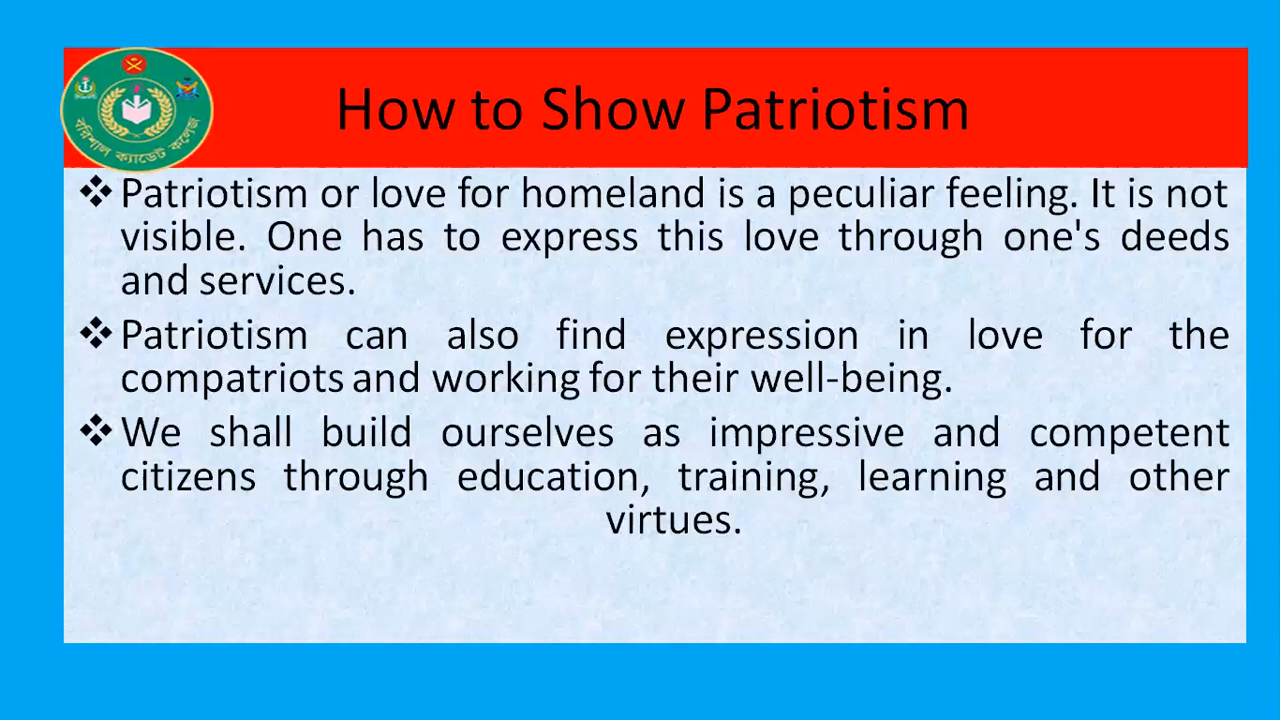 How to Show Patriotism
বরিশাল ক্যাডেট কলেজ
❖Patriotism or love for homeland is a peculiar feeling. It is not
visible. One has to express this love through one's deeds
and services.
❖Patriotism can also find expression in love for the
compatriots and working for their well-being.
❖We shall build ourselves as impressive and competent
citizens through education, training, learning and other
virtues.